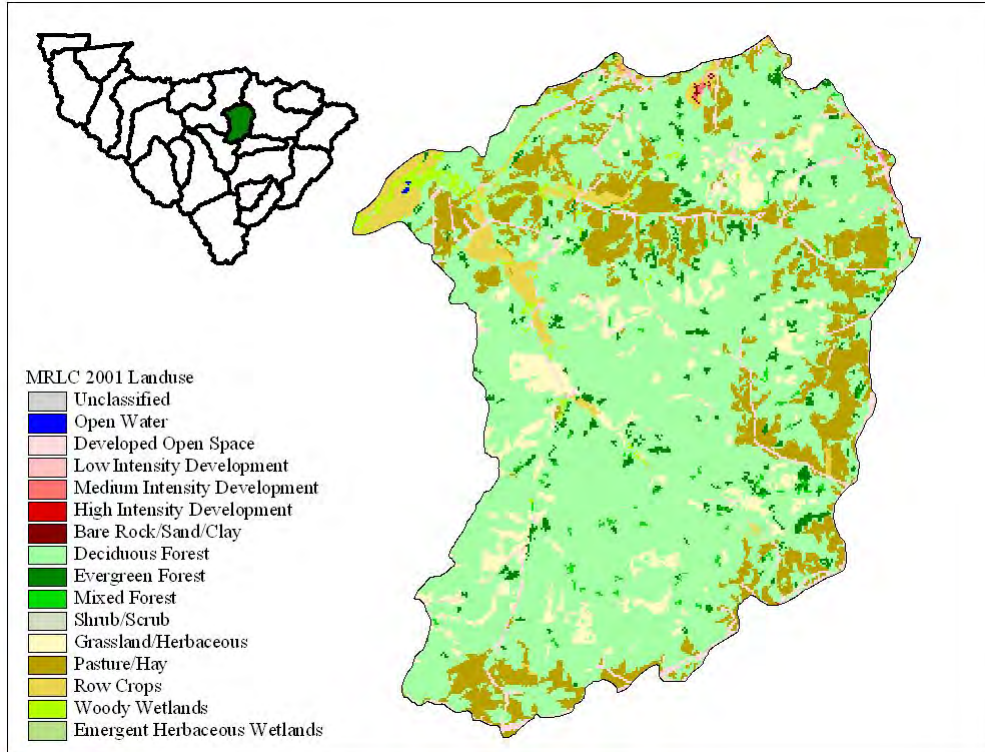 MRLC 2001 Landuse
Unclassified
Open Water
Developed Open Space
Low Intensity Development
Medium Intensity Development
High Intensity Development
Bare Rock/Sand/Clay
Deciduous Forest
Evergreen Forest
Mixed Forest
Shrub/Scrub
Grassland/Herbaceous
Pasture/Hay
Row Crops
Woody Wetlands
Emergent Herbaceous Wetlands